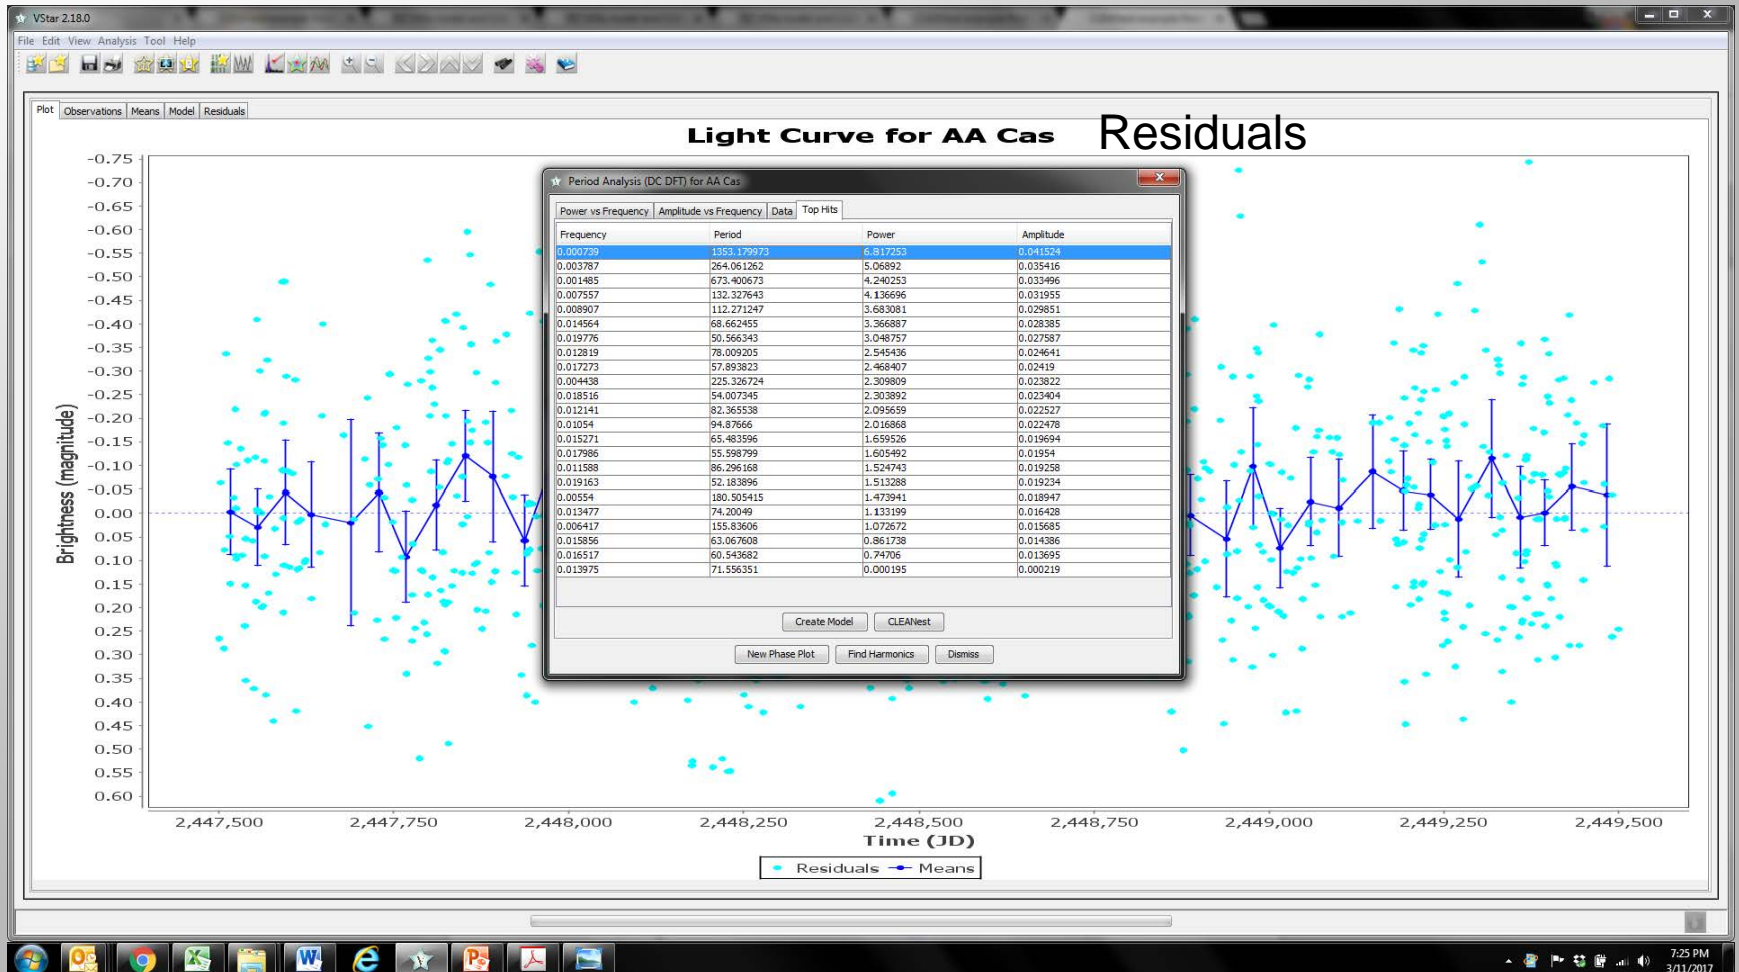 VStar 2.18.0
File Edit View Analysis Tool Help
Plot Observations Means Model Residuals
Light Curve for AA Cas Residuals
Period Analysis (DC DFT) for AA Cas
Power vs Frequency Amplitude vs Frequency Data Top Hits
Frequency Period Power Amplitude
0.000739 1353.179973 6.817253 0.041524
0.003787 264.061262 5.06892 0.035416
0.001485 673.400673 4.240253 0.033496
0.007557 132.327643 4.136696 0.031955
0.008907 112.271247 3.683081 0.029851
0.014564 68.662455 3.366887 0.028385
0.019776 50.566343 3.048757 0.027587
0.012819 78.009205 2.545436 0.024641
0.017273 57.893823 2.468407 0.02419
0.004438 225.326724 2.309809 0.023822
0.018516 54.007345 2.303892 0.023404
0.012141 82.365538 2.095659 0.022527
0.01054 94.87666 2.016868 0.022478
0.015271 65.483596 1.659526 0.019694
0.017986 55.598799 1.605492 0.01954
0.011588 86.296168 1.524743 0.019258
0.019163 52.183896 1.513288 0.019234
0.00554 180.505415 1.473941 0.018947
0.013477 74.20049 1.133199 0.016428
0.006417 155.83606 1.072672 0.015685
0.015856 63.067608 0.861738 0.014386
0.016517 60.543682 0.74706 0.013695
0.013975 71.556351 0.000195 0.000219
Create Model CLEANest
New Phase Plot Find Harmonics Dismiss
Brightness (magnitude)
-0.75
-0.70
-0.65
-0.60
-0.55
-0.50
-0.45
-0.40
-0.35
-0.30
-0.25
-0.20
-0.15
-0.10
-0.05
0.00
0.05
0.10
0.15
0.20
0.25
0.30
0.35
0.40
0.45
0.50
0.55
0.60
2,447,500 2,447,750 2,448,000 2,448,250 2,448,500 2,448,750 2,449,000 2,449,250 2,449,500
Time (JD)
Residuals Means
7:25 PM
3/11/2017